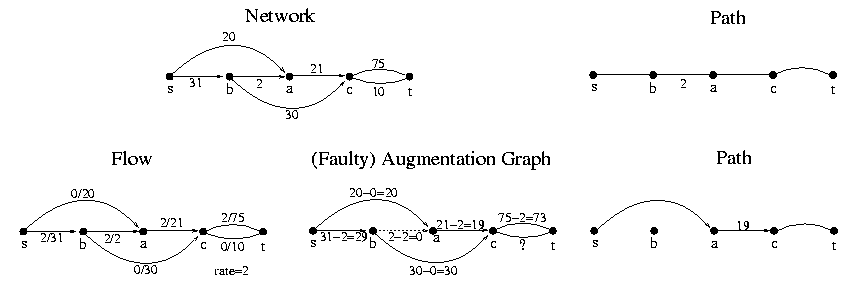 Network
Path
20
21
75
s
31
b
2
a
c
10
t
30
s
b
2
a
c
t
Flow
(Faulty) Augmentation Graph
Path
0/20
2/21
2/75
s
2/31
b
2/2
a
c
0/10
t
0/30
rate=2
20-0=20
21-2=19
75-2=73
s
31-2=29
b
2-2=0
a
c
?
t
30-0=30
s
b
a
19
c
t